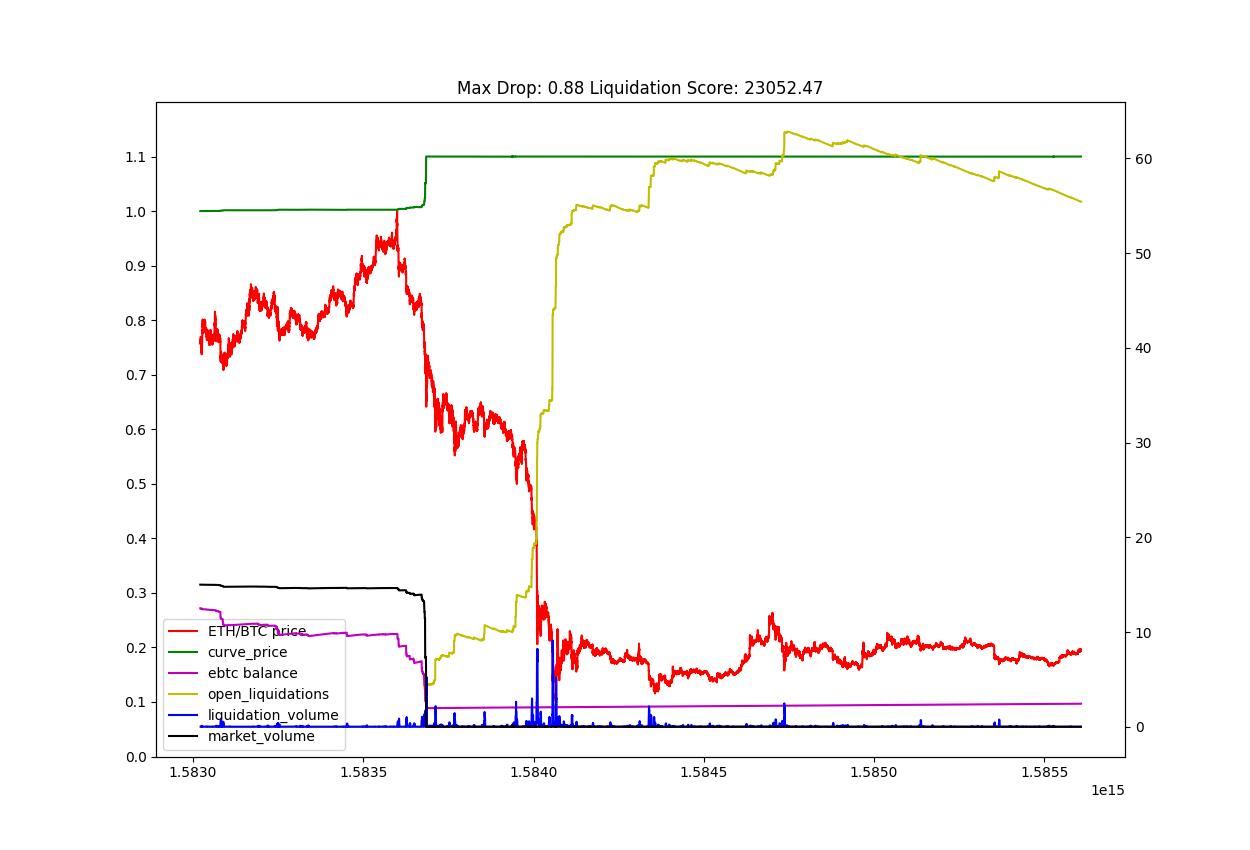 Max Drop: 0.88 Liquidation Score: 23052.47
1.1
1.0
0.9
0.8
0.7
0.6
0.5
0.4
0.3
0.2
0.1
0.0
60
50
40
30
20
10
0
ETH/BTC price
curve_price
ebtc balance
open_liquidations
liquidation_volume
market_volume
1.5830 1.5835 1.5840 1.5845 1.5850 1.5855
1e15